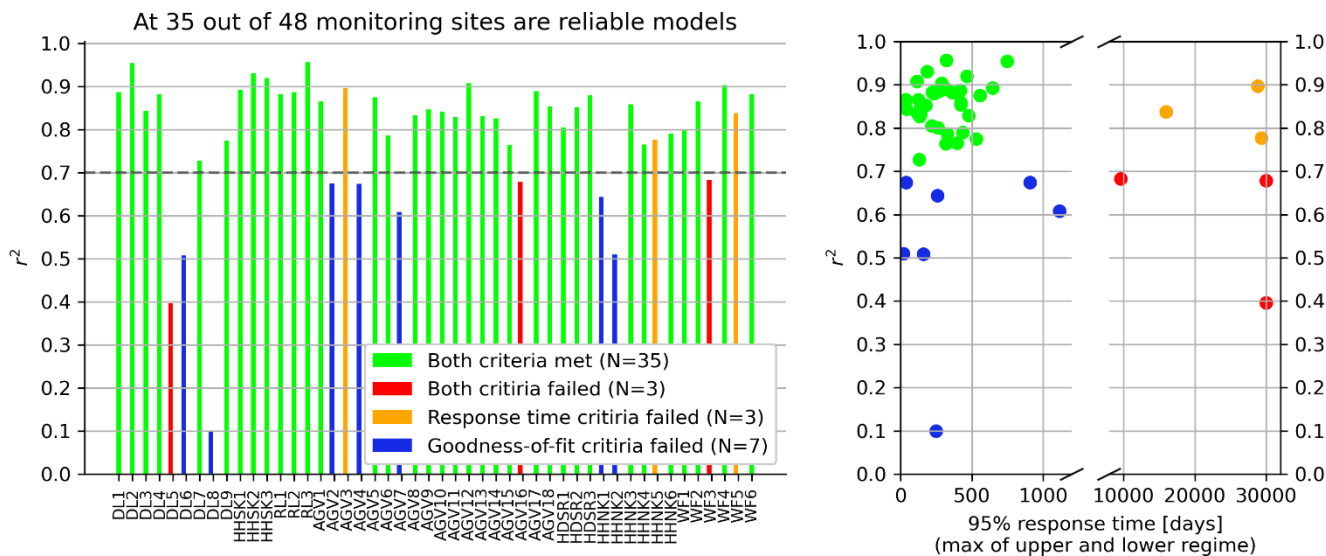 At 35 out of 48 monitoring sites are reliable models
r²
1.0
0.9
0.8
0.7
0.6
0.5
0.4
0.3
0.2
0.1
0.0
Both criteria met (N=35)
Both critiria failed (N=3)
Response time critiria failed (N=3)
Goodness-of-fit critiria failed (N=7)
DL1
DL2
DL3
DL4
DL5
DL6
DL7
DL8
DL9
HHSK1
HHSK2
HHSK3
RL1
RL2
RL3
AGV1
AGV2
AGV3
AGV4
AGV5
AGV6
AGV7
AGV8
AGV9
AGV10
AGV11
AGV12
AGV13
AGV14
AGV15
AGV16
AGV17
AGV18
HDSR1
HDSR2
HDSR3
HHNK1
HHNK2
HHNK3
HHNK4
HHNK5
HHNK6
WF1
WF2
WF3
WF4
WF5
WF6
r²
1.0
0.9
0.8
0.7
0.6
0.5
0.4
0.3
0.2
0.1
0.0
1.0
0.9
0.8
0.7
0.6
0.5
0.4
0.3
0.2
0.1
0.0
0 500 1000 10000 20000 30000
95% response time [days]
(max of upper and lower regime)